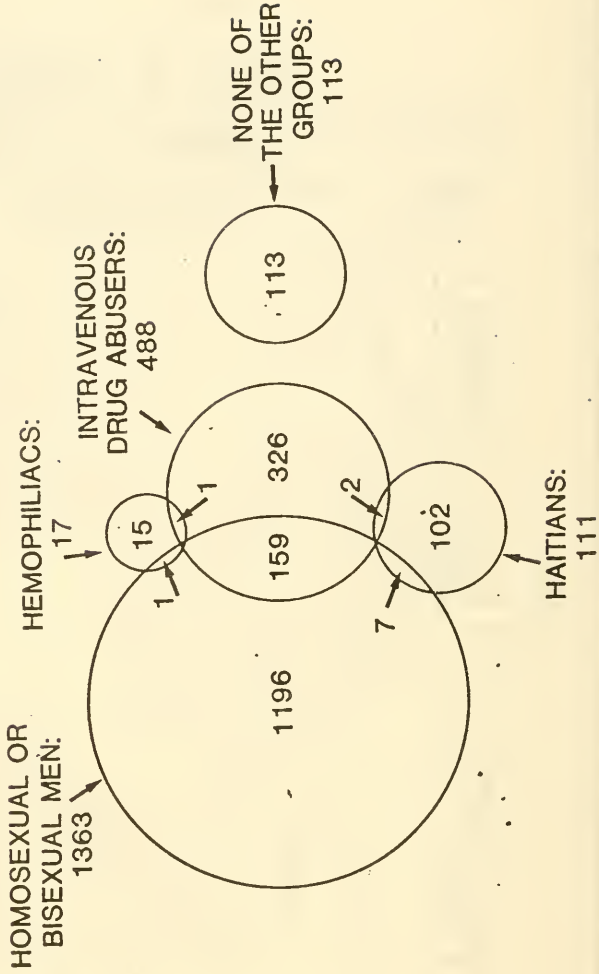 HOMOSEXUAL OR
BISEXUAL MEN:
1363
HEMOPHILIACS:
17
INTRAVENOUS
DRUG ABUSERS:
488
NONE OF
THE OTHER
GROUPS:
113
1
15
1
1196
159
326
113
7
2
102
HAITIANS:
111